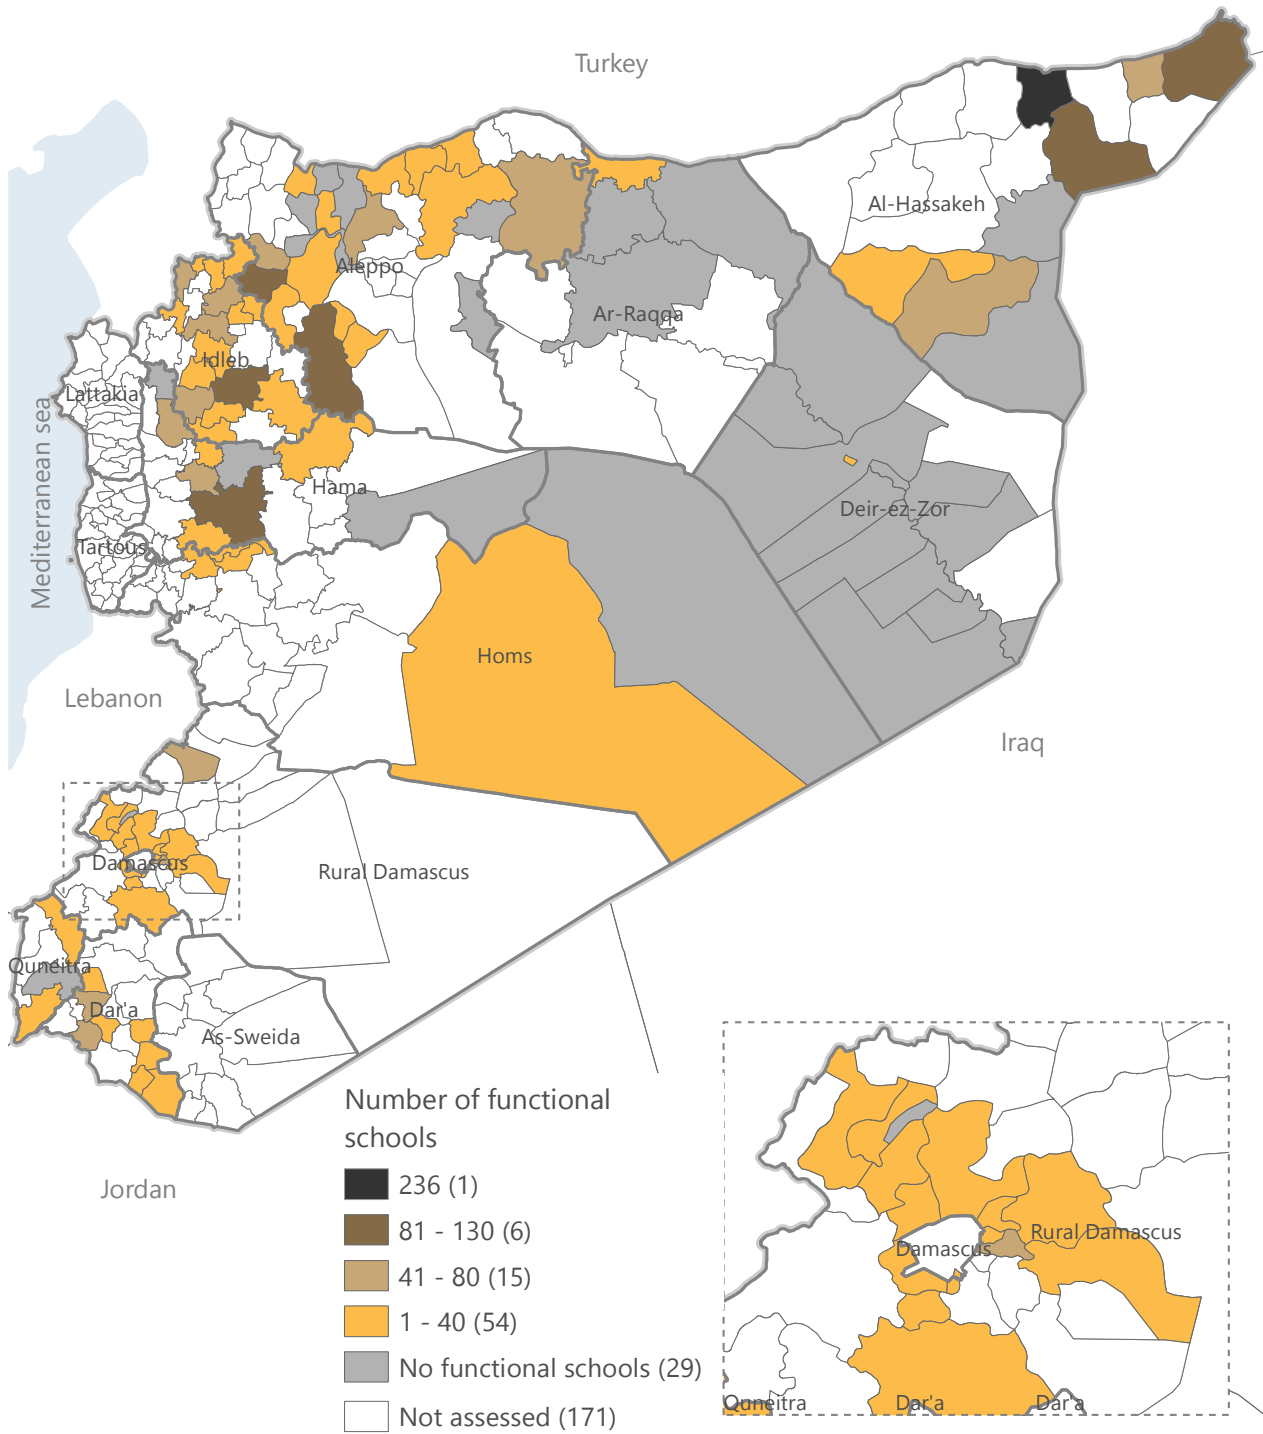 Turkey
Al-Hassakeh
Aleppo
Ar-Raqqa
Idleb
Lattakia
Mediterranean sea
Hama
Deir-ez-Zor
Tartous
Homs
Lebanon
Iraq
Damascus
Rural Damascus
Quneitra
Dar'a
As-Sweida
Jordan
Number of functional
schools
236 (1)
81 - 130 (6)
41 - 80 (15)
1 - 40 (54)
No functional schools (29)
Not assessed (171)
Rural Damascus
Damascus
Quneitra
Dar'a
Dar'a